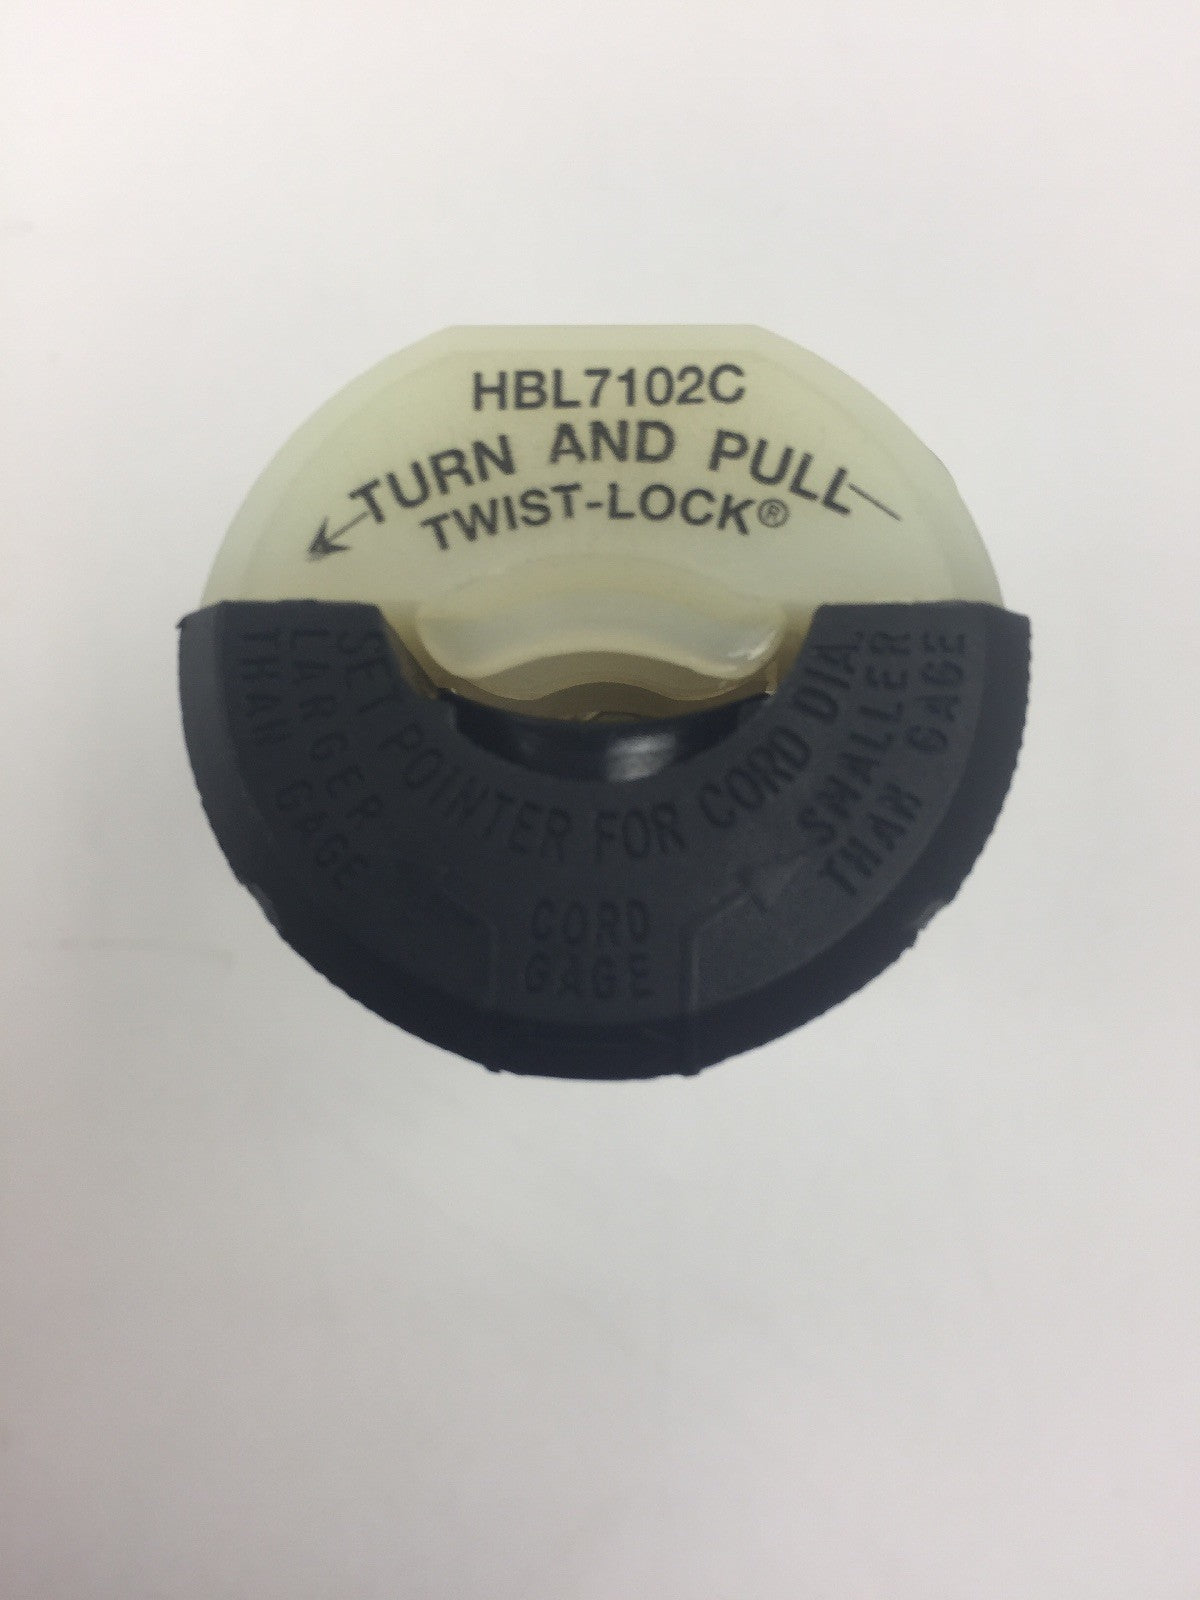 HBL7102C
TURN AND PULL
TWIST-LOCK®
SET POINTER FOR CORD DIA.
LARGER
THAN GAGE
SMALLER
THAN GAGE
CORD
GAGE